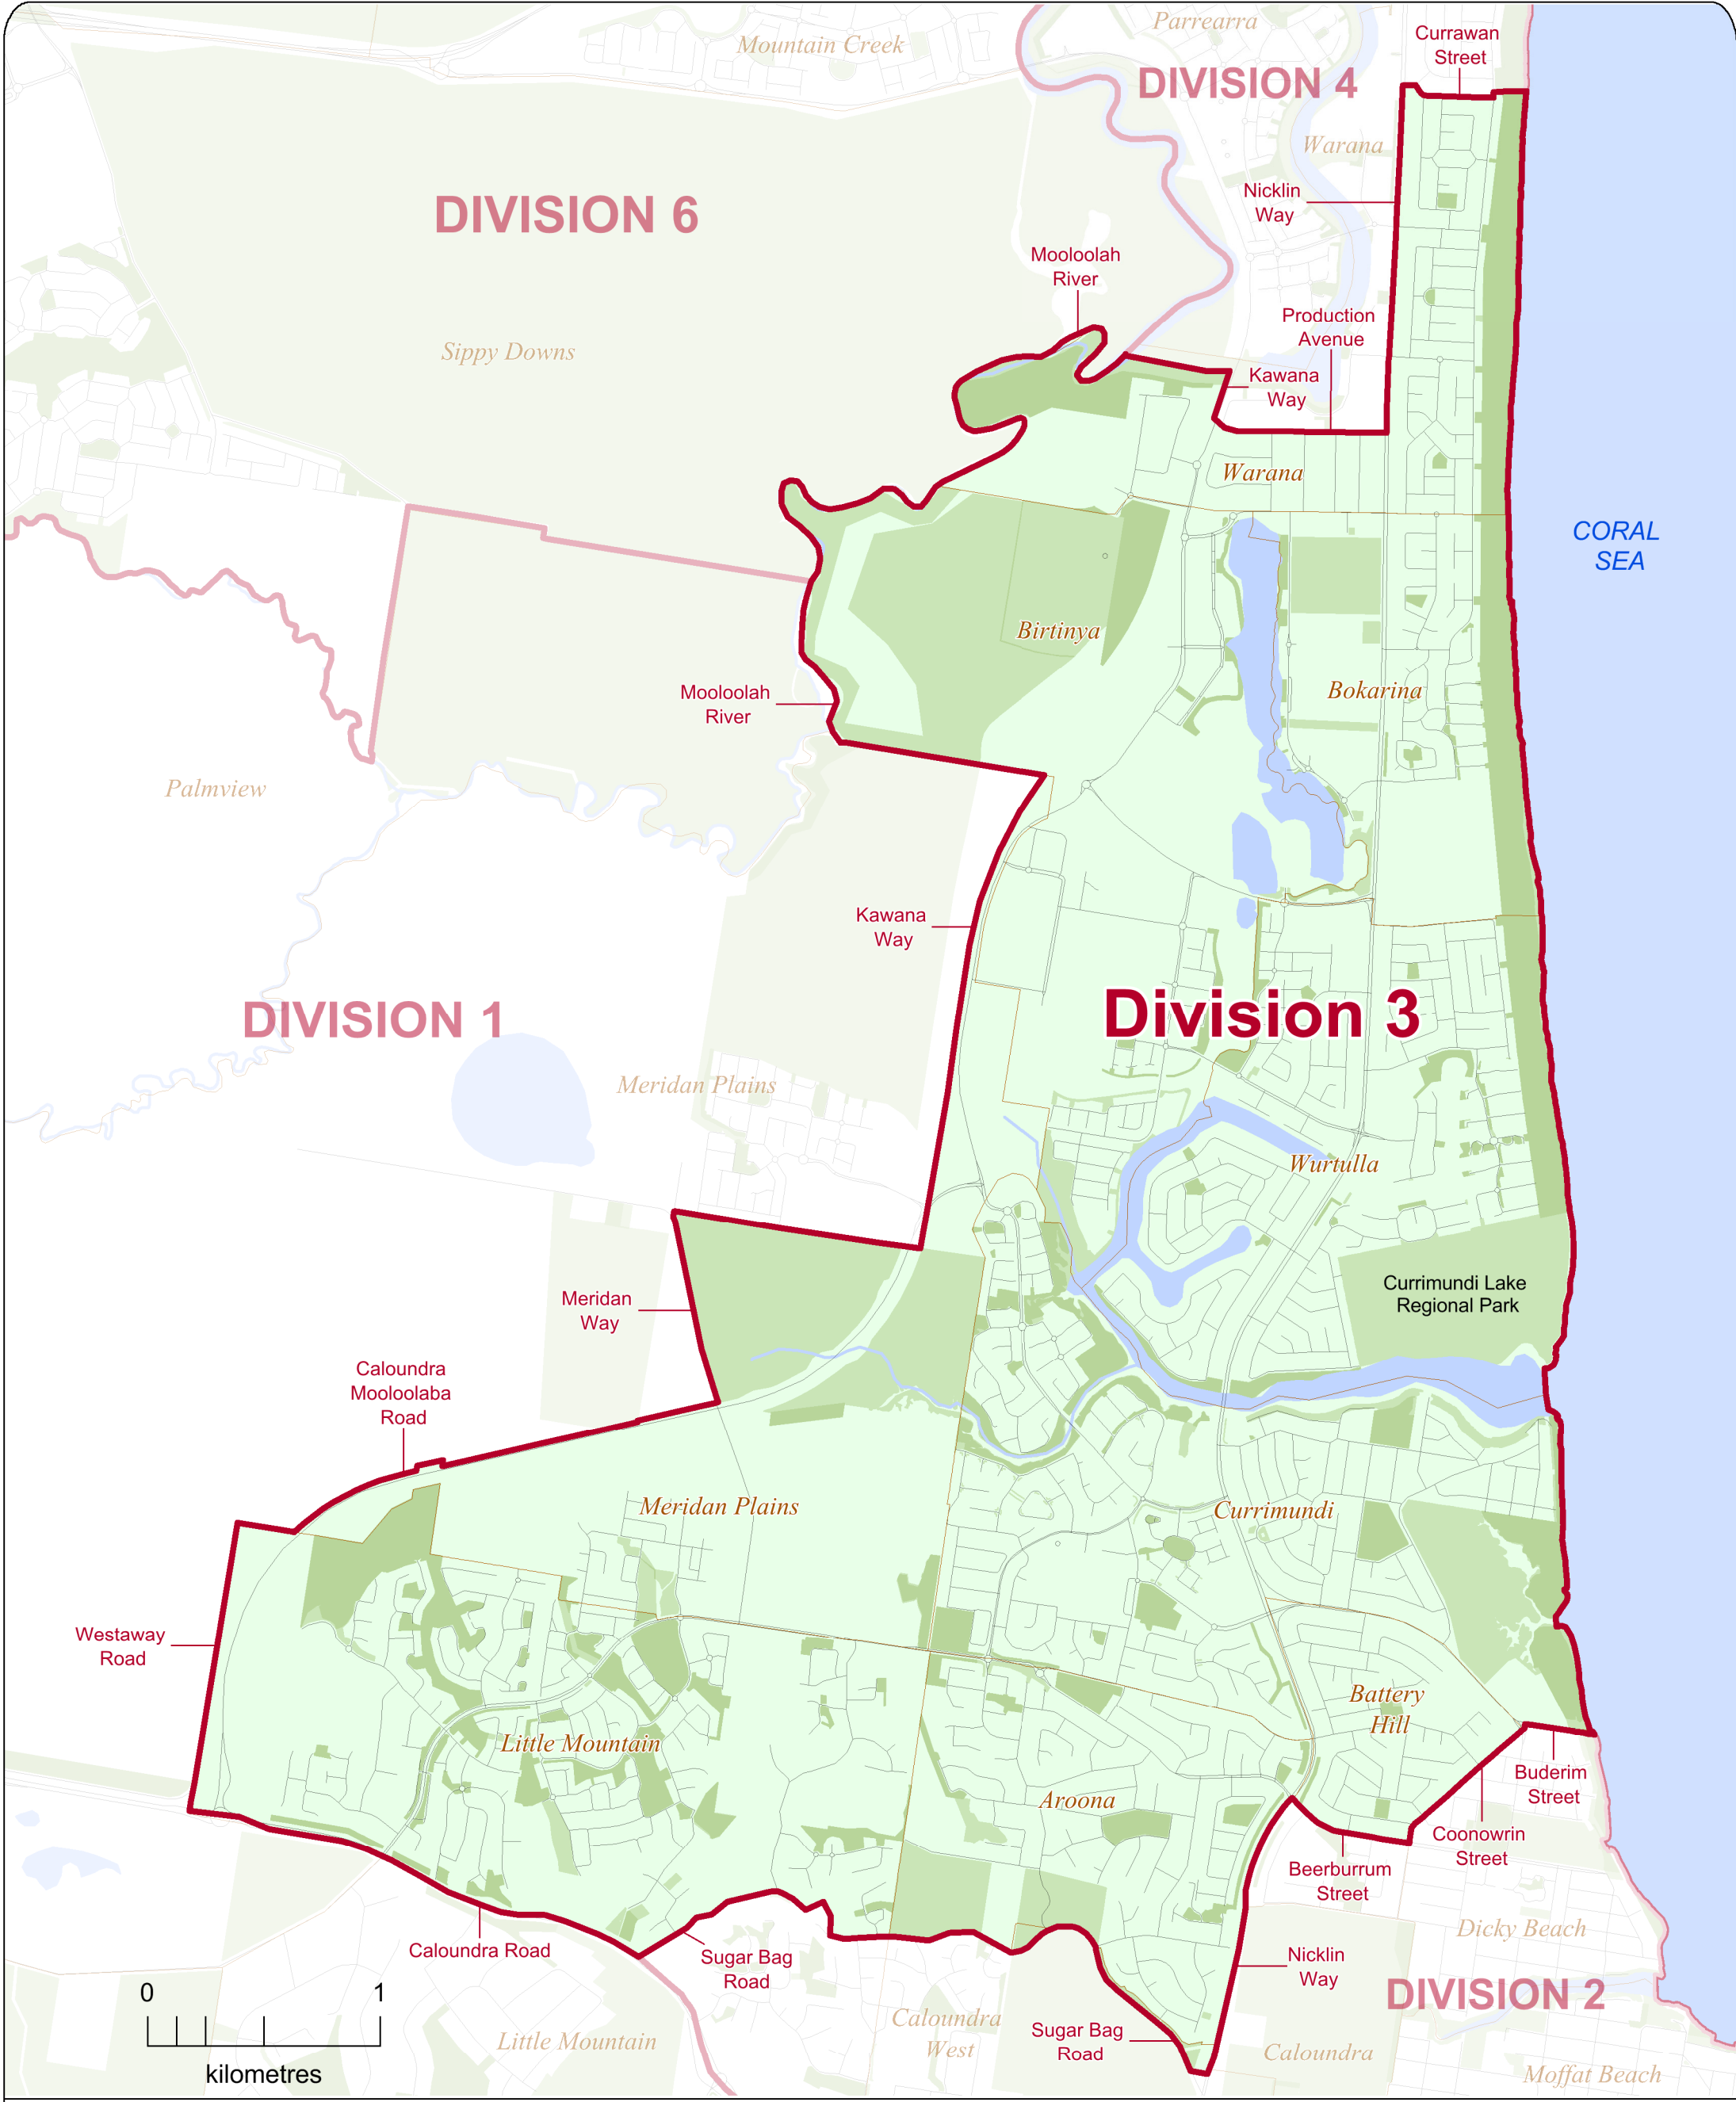 Parrearra
Currawan
Street
Mountain Creek
DIVISION 4
Warana
Nicklin
Way
DIVISION 6
Mooloolah
River
Production
Avenue
Sippy Downs
Kawana
Way
Warana
CORAL
SEA
Birtinya
Bokarina
Mooloolah
River
Palmview
Kawana
Way
Division 3
DIVISION 1
Meridan Plains
Wurtulla
Currimundi Lake
Regional Park
Meridan
Way
Caloundra
Mooloolaba
Road
Meridan Plains
Currimundi
Westaway
Road
Battery
Hill
Little Mountain
Buderim
Street
Aroona
Coonowrin
Street
Beerburrum
Street
Dicky Beach
Caloundra Road
Sugar Bag
Road
Nicklin
Way
DIVISION 2
0 1
kilometres
Caloundra
West
Sugar Bag
Road
Little Mountain
Caloundra
Moffat Beach